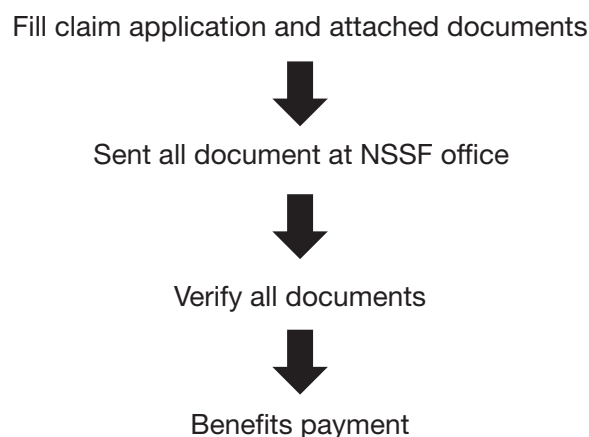 Fill claim application and attached documents
Sent all document at NSSF office
Verify all documents
Benefits payment